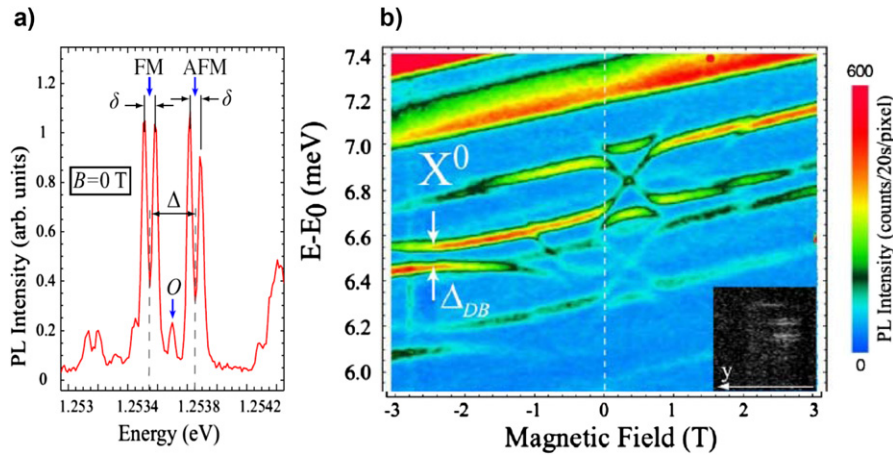 a)
FM AFM
δ δ
B=0 T
Δ
O
PL Intensity (arb. units)
1.2
1
0.8
0.6
0.4
0.2
0
1.253 1.2534 1.2538 1.2542
Energy (eV)
b)
E-E0 (meV)
7.4
7.2
7.0
6.8
6.6
6.4
6.2
6.0
X0
ΔDB
y
-3 -2 -1 0 1 2 3
Magnetic Field (T)
600
0
PL Intensity (counts/20s/pixel)